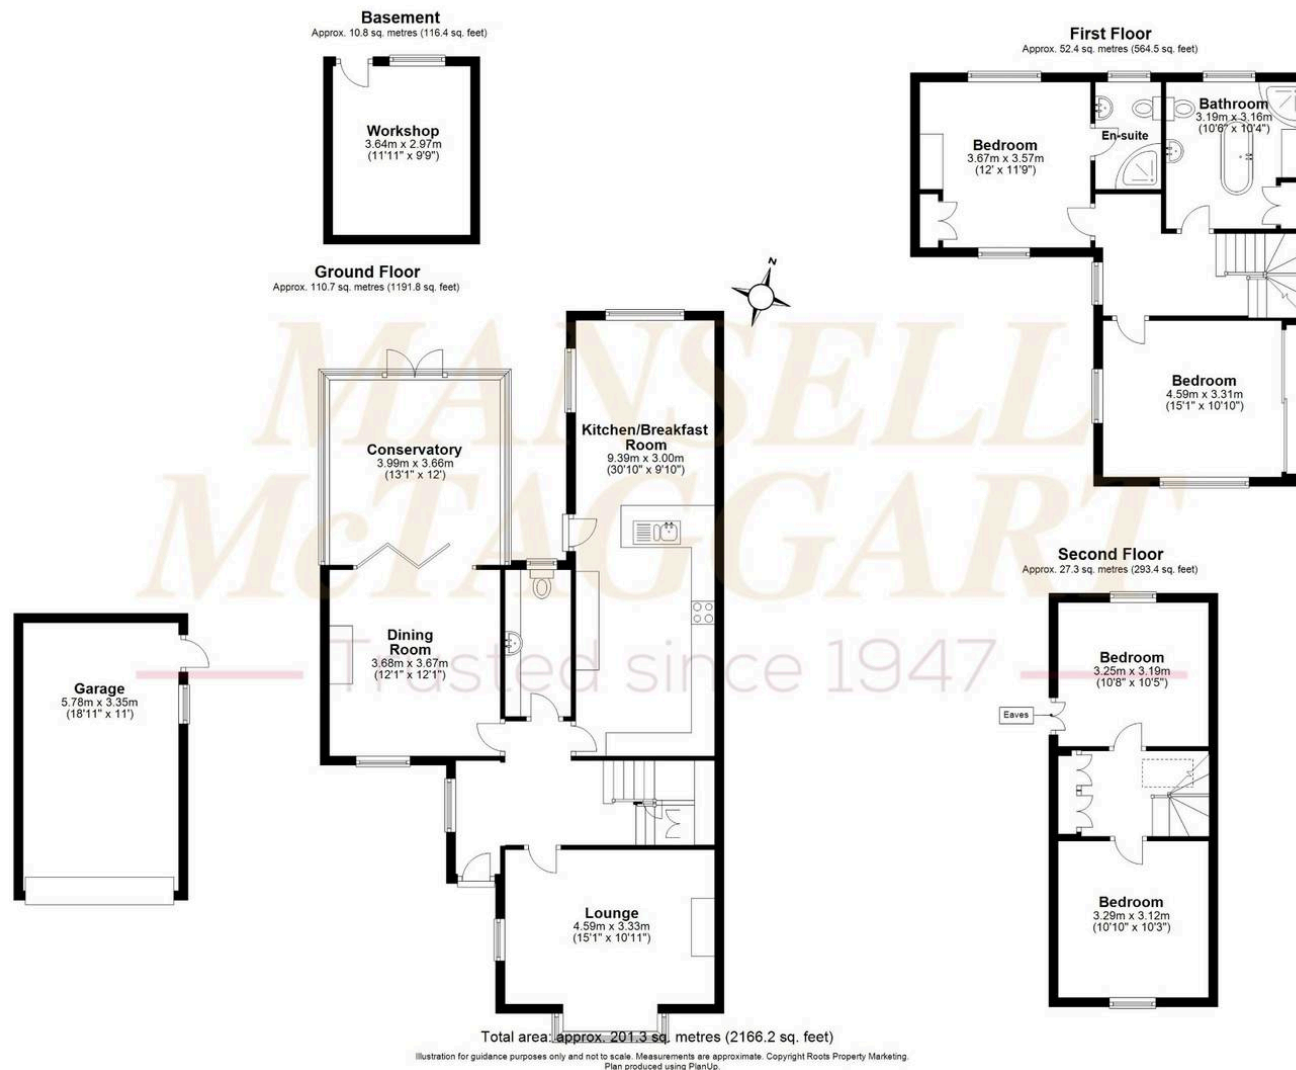 Basement
Approx. 10.8 sq. metres (116.4 sq. feet)
Workshop
3.64m x 2.97m
(11'11" x 9'9")
First Floor
Approx. 52.4 sq. metres (564.5 sq. feet)
Bedroom
3.67m x 3.57m
(12' x 11'9")
En-suite
Bathroom
3.19m x 3.16m
(10'6" x 10'4")
Bedroom
4.59m x 3.31m
(15'1" x 10'10")
Ground Floor
Approx. 110.7 sq. metres (1191.8 sq. feet)
N
MANSELL
McTAGGART
Trusted since 1947
Conservatory
3.99m x 3.66m
(13'1" x 12')
Kitchen/Breakfast
Room
9.39m x 3.00m
(30'10" x 9'10")
Dining
Room
3.68m x 3.67m
(12'1" x 12'1")
Garage
5.78m x 3.35m
(18'11" x 11')
Lounge
4.59m x 3.33m
(15'1" x 10'11")
Second Floor
Approx. 27.3 sq. metres (293.4 sq. feet)
Bedroom
3.25m x 3.19m
(10'8" x 10'5")
Eaves
Bedroom
3.29m x 3.12m
(10'10" x 10'3")
Total area: approx. 201.3 sq. metres (2166.2 sq. feet)
Illustration for guidance purposes only and not to scale. Measurements are approximate. Copyright Roots Property Marketing.
Plan produced using PlanUp.